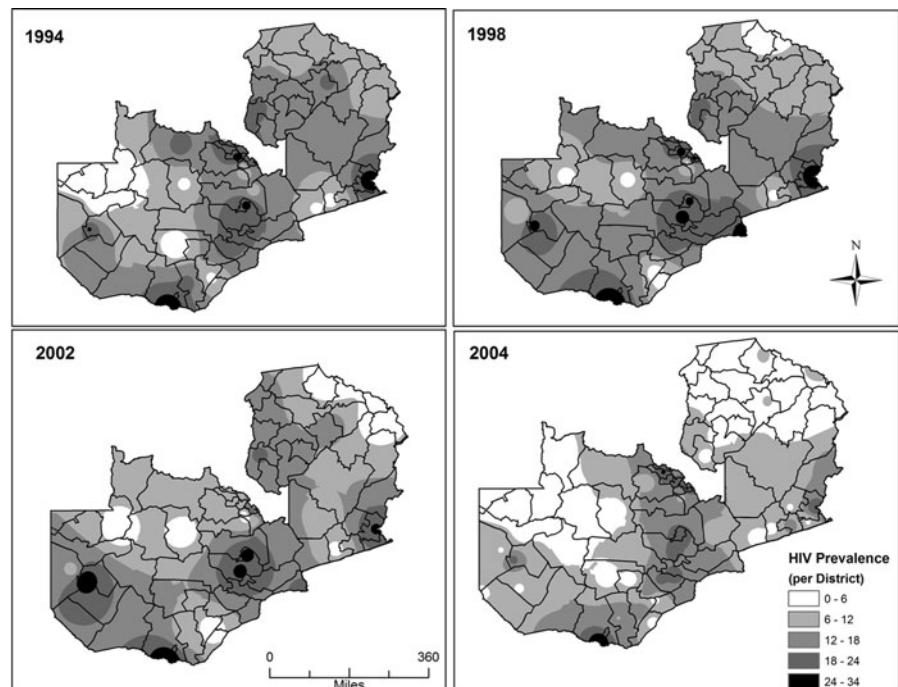 1994
1998
N
2002
2004
0
360
Miles
HIV Prevalence
(per District)
0 - 6
6 - 12
12 - 18
18 - 24
24 - 34